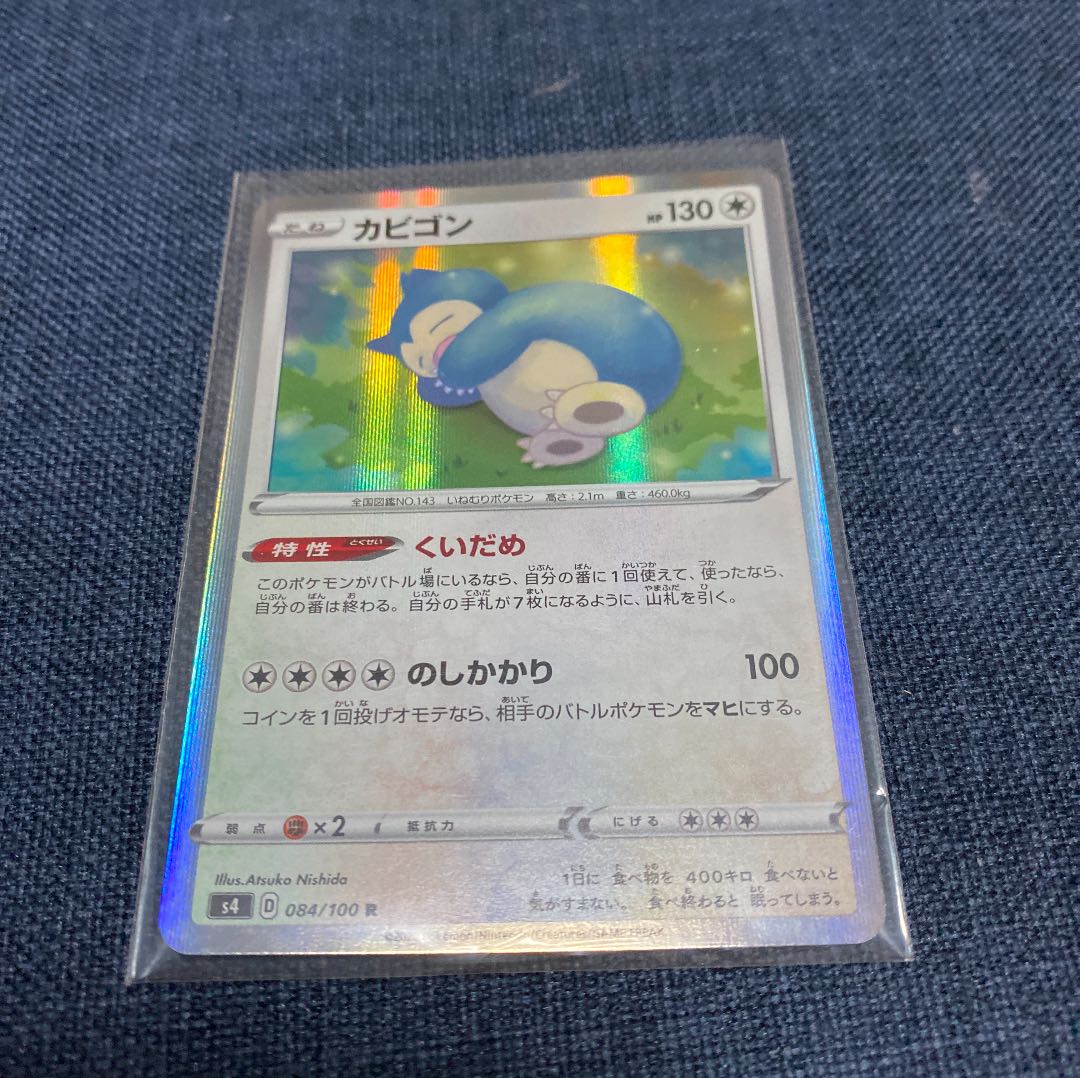 たね カビゴン HP 130
全国図鑑NO.143 いねむりポケモン 高さ：2.1m 重さ：460.0kg
特性 とくせい くいだめ
このポケモンがバトル場にいるなら、自分の番に1回使えて、使ったなら、
自分の番は終わる。自分の手札が7枚になるように、山札を引く。
のしかかり 100
コインを1回投げオモテなら、相手のバトルポケモンをマヒにする。
弱点 ×2 抵抗力 にげる
Illus.Atsuko Nishida
1日に 食べ物を 400キロ 食べないと
気がすまない。 食べ終わると 眠ってしまう。
s4 D 084/100 R
/Creatures/GAME FREAK